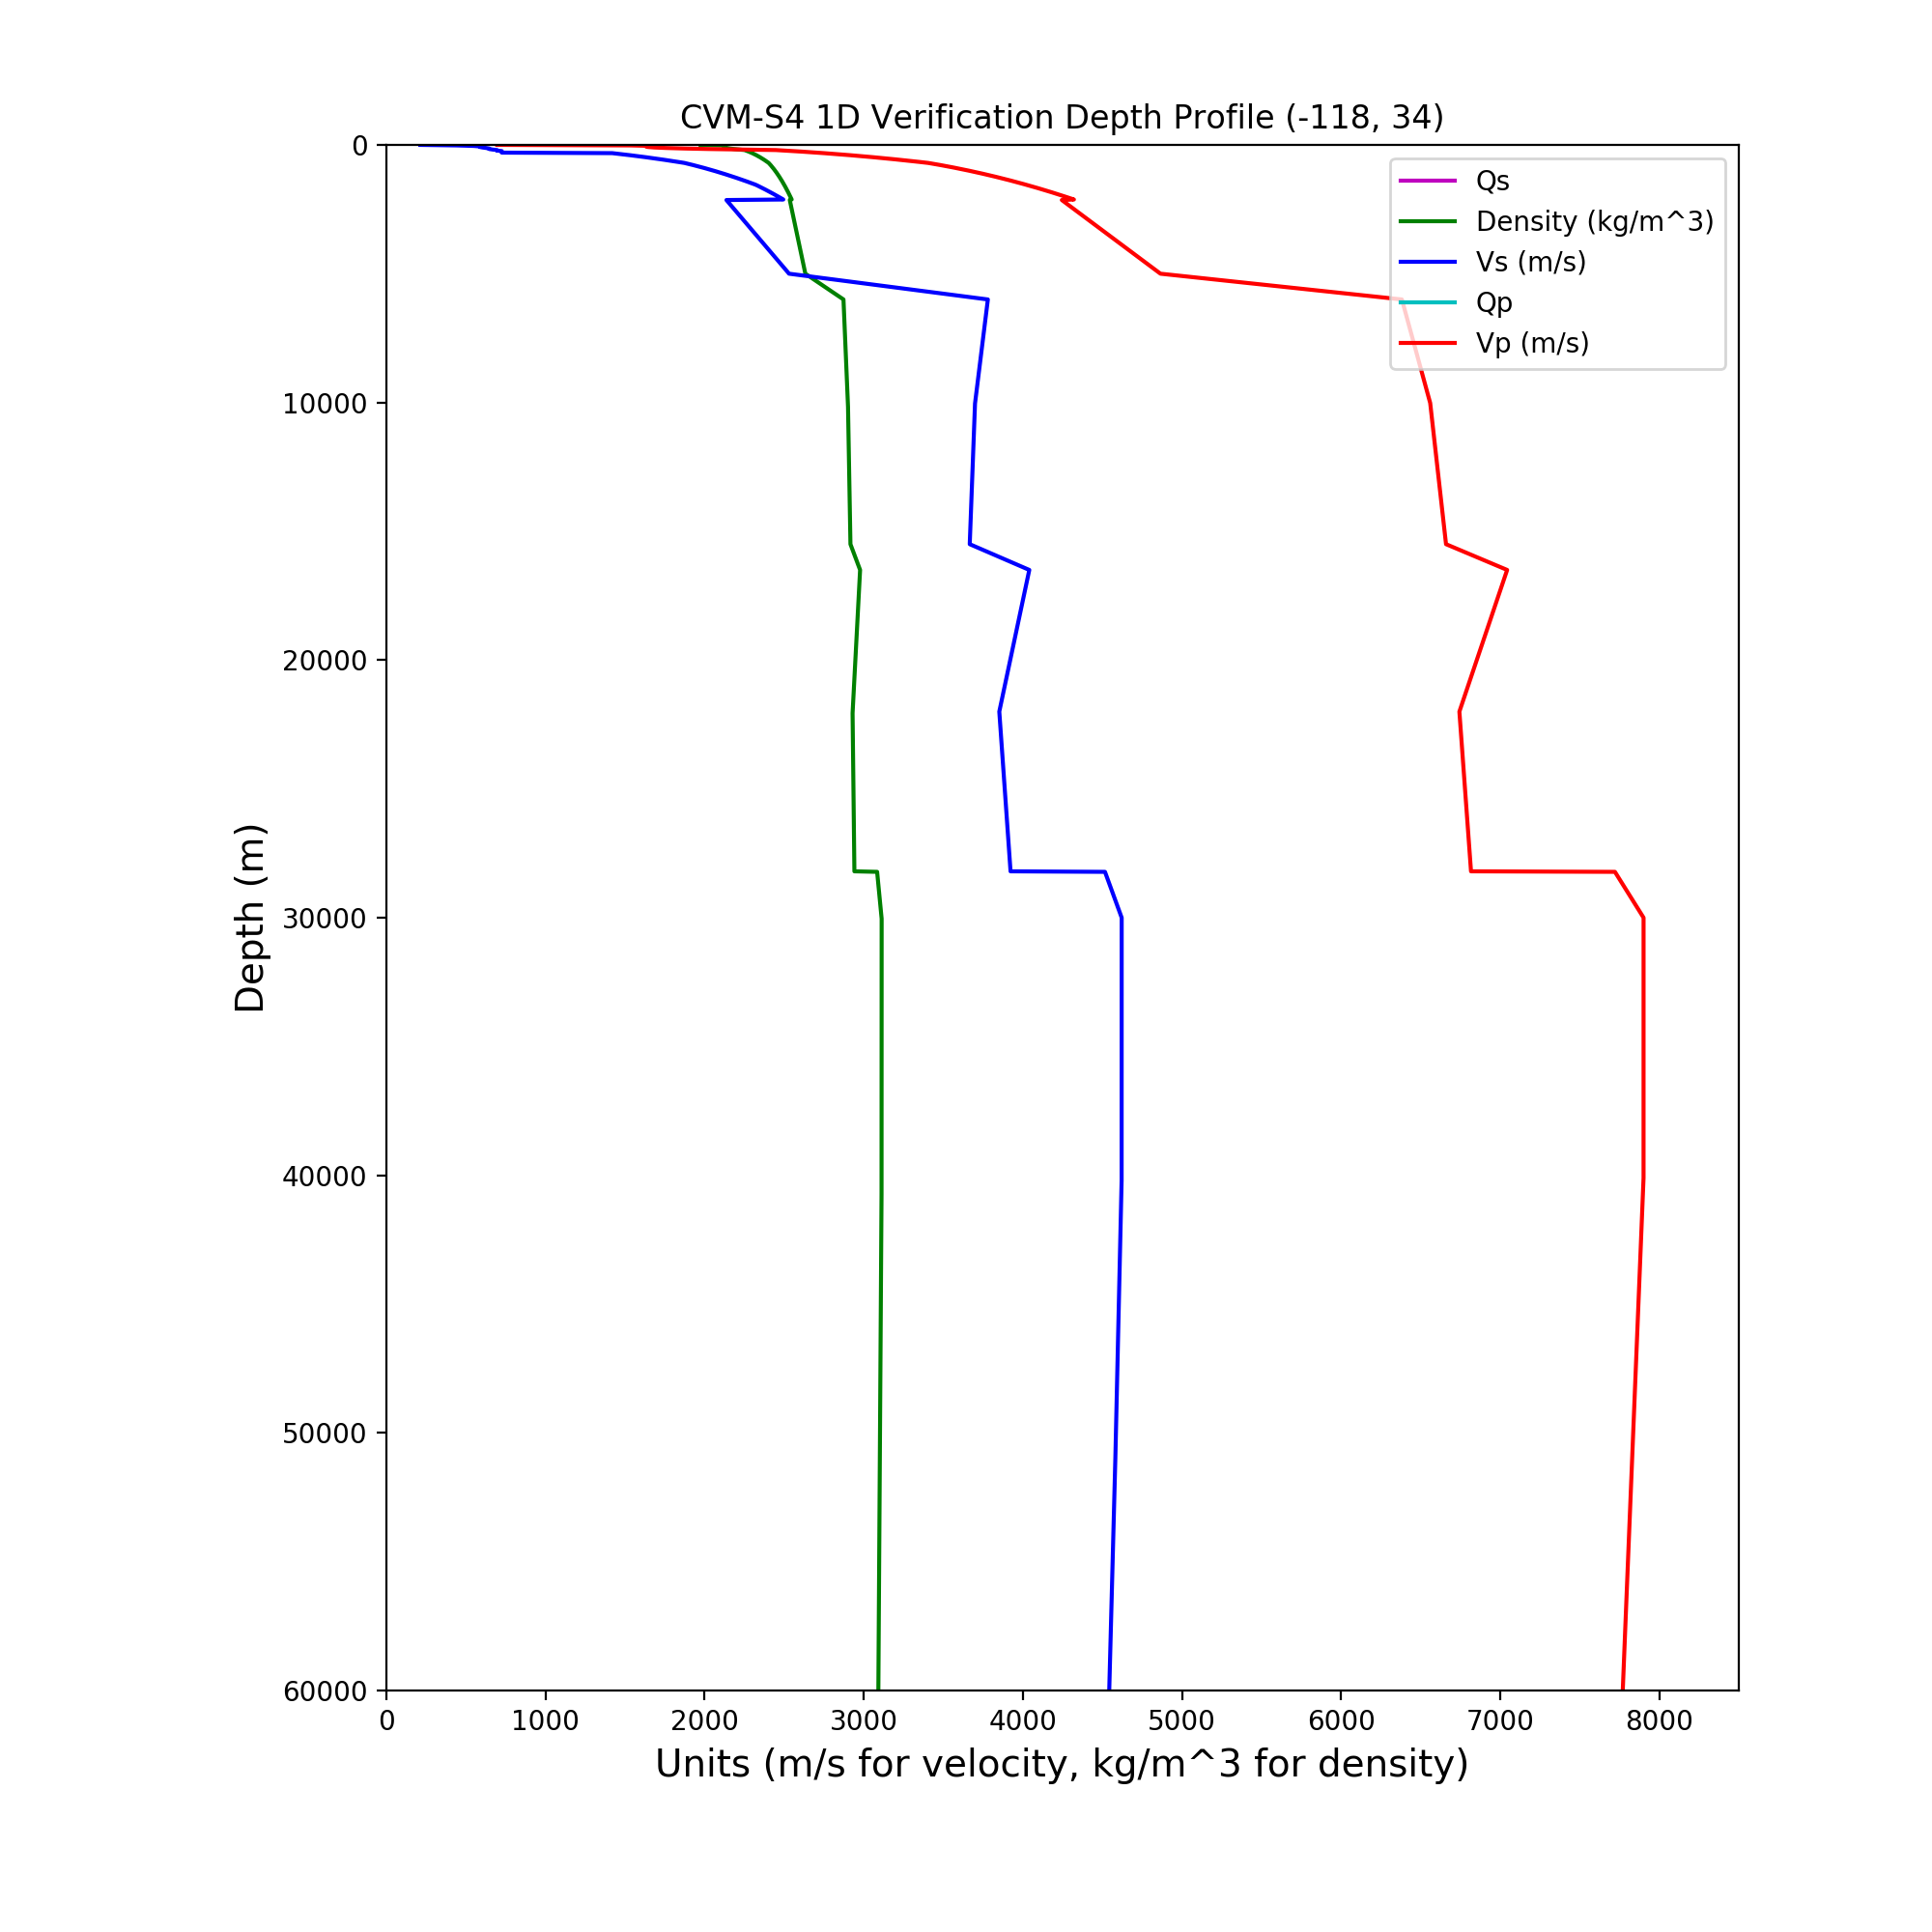 CVM-S4 1D Verification Depth Profile (-118, 34)
Qs
Density (kg/m^3)
Vs (m/s)
Qp
Vp (m/s)
0
10000
20000
30000
40000
50000
60000
Depth (m)
0 1000 2000 3000 4000 5000 6000 7000 8000
Units (m/s for velocity, kg/m^3 for density)